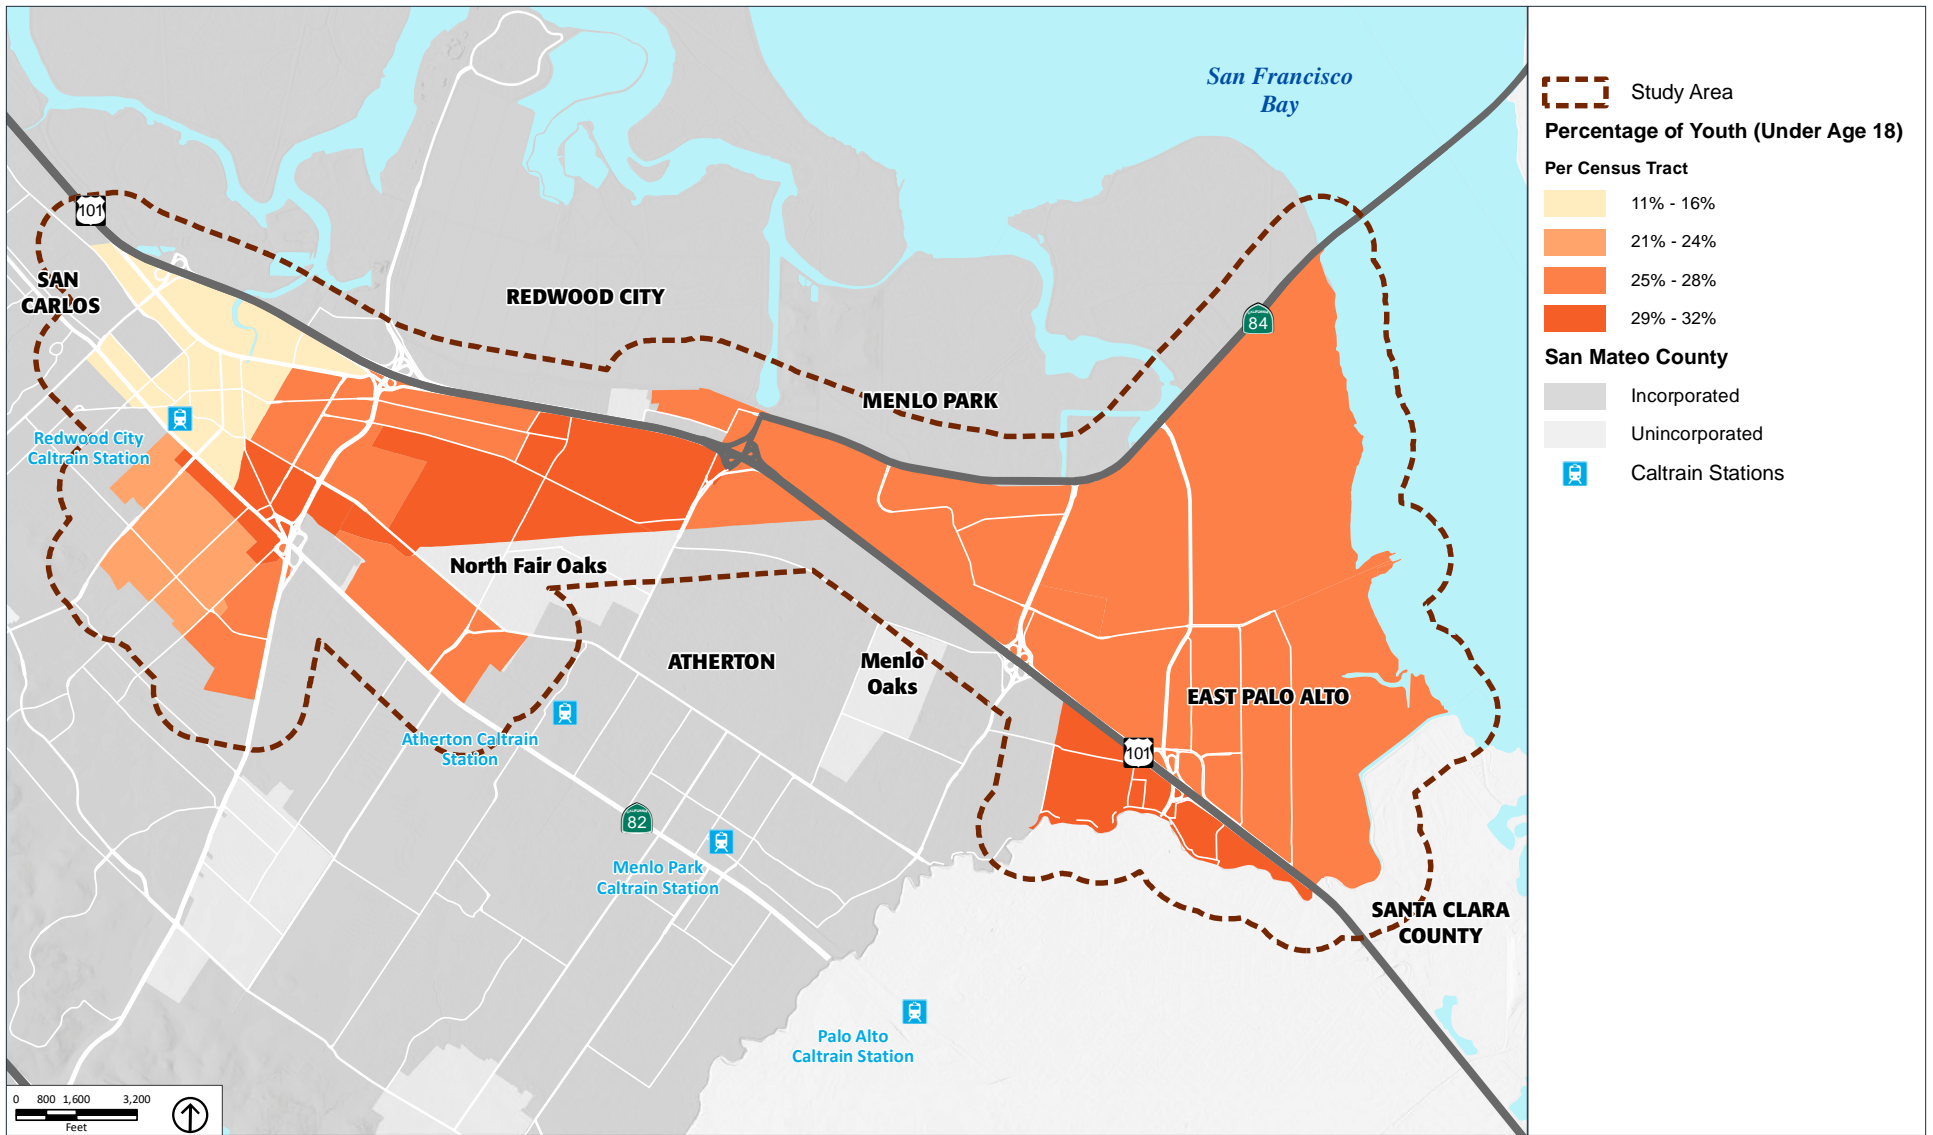 San Francisco
Bay
101
SAN
CARLOS
REDWOOD CITY
CALIFORNIA
84
MENLO PARK
Redwood City
Caltrain Station
North Fair Oaks
ATHERTON
Menlo
Oaks
EAST PALO ALTO
Atherton Caltrain
Station
101
CALIFORNIA
82
Menlo Park
Caltrain Station
SANTA CLARA
COUNTY
Palo Alto
Caltrain Station
0 800 1,600 3,200
Feet
Study Area
Percentage of Youth (Under Age 18)
Per Census Tract
11% - 16%
21% - 24%
25% - 28%
29% - 32%
San Mateo County
Incorporated
Unincorporated
Caltrain Stations